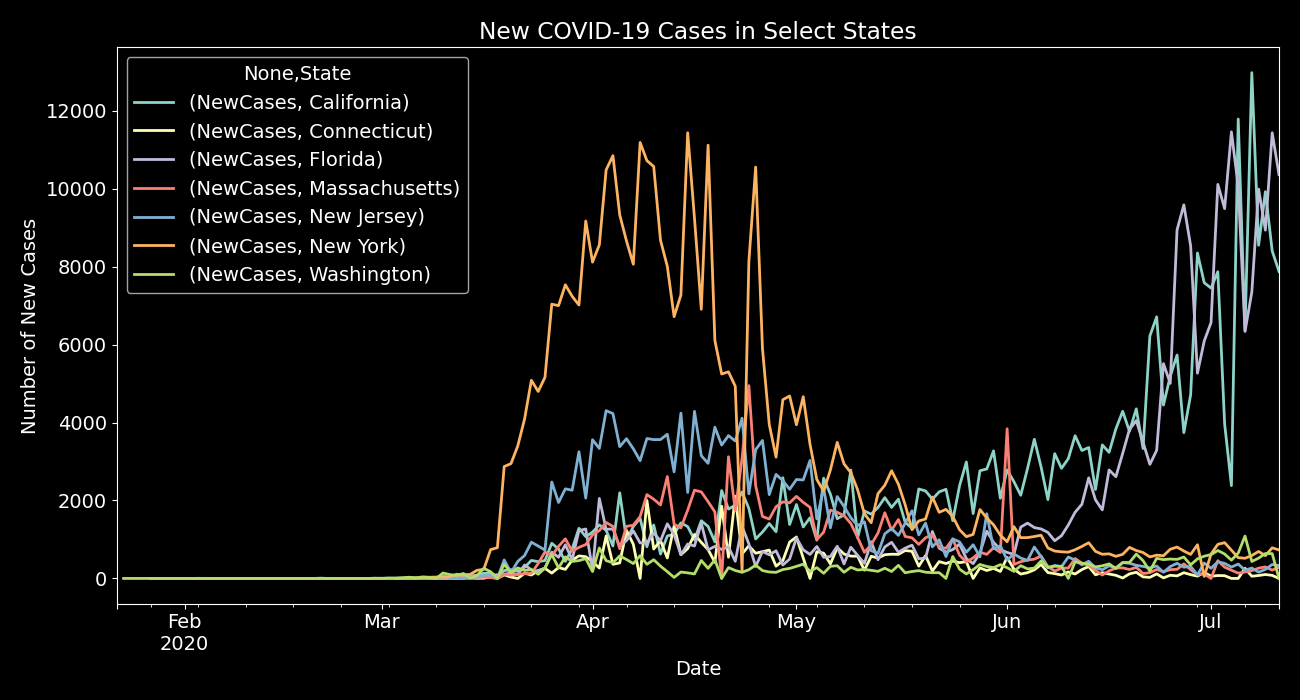 New COVID-19 Cases in Select States
None,State
(NewCases, California)
(NewCases, Connecticut)
(NewCases, Florida)
(NewCases, Massachusetts)
(NewCases, New Jersey)
(NewCases, New York)
(NewCases, Washington)
Number of New Cases
12000
10000
8000
6000
4000
2000
0
Feb Mar Apr May Jun Jul
2020
Date